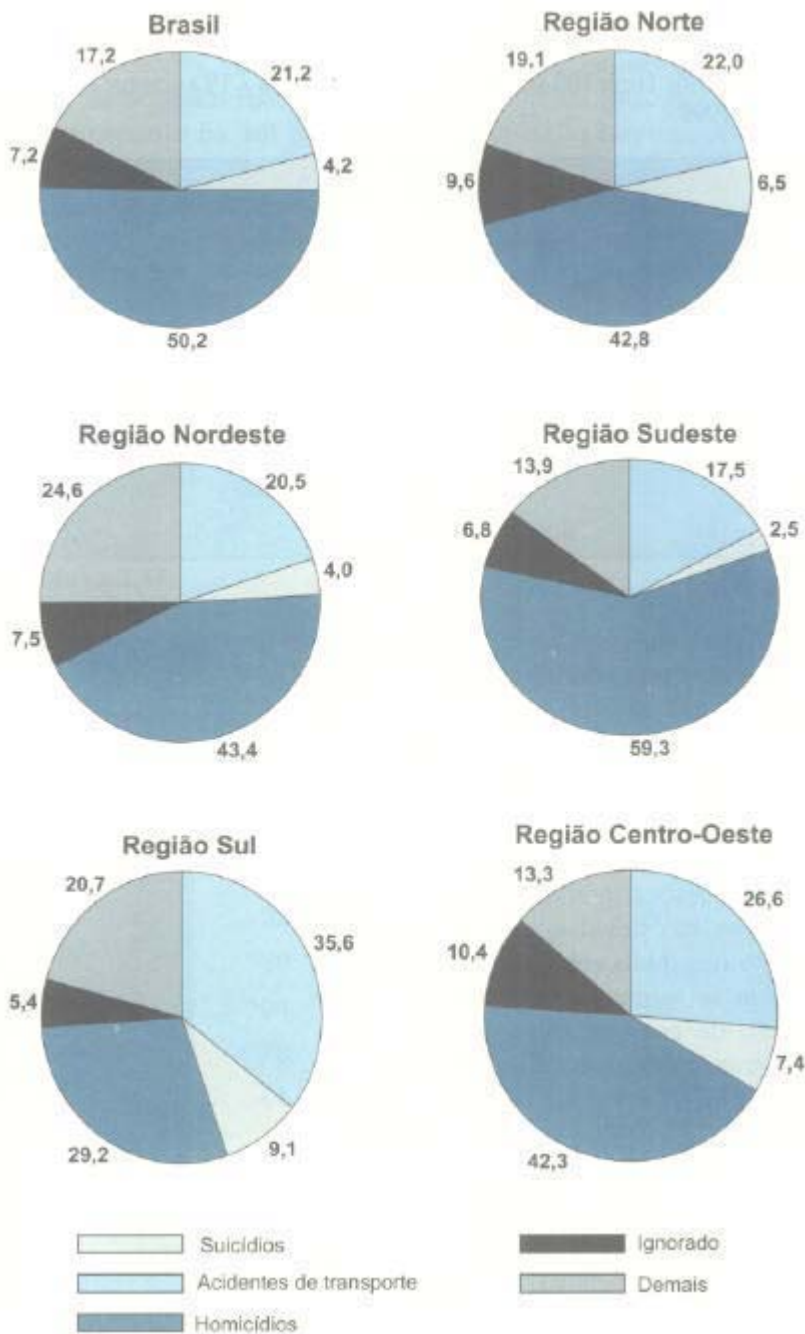 Brasil
17,2
21,2
7,2
4,2
50,2
Região Norte
19,1
22,0
9,6
6,5
42,8
Região Nordeste
24,6
20,5
7,5
4,0
43,4
Região Sudeste
13,9
17,5
6,8
2,5
59,3
Região Sul
20,7
35,6
5,4
29,2
9,1
Região Centro-Oeste
13,3
26,6
10,4
7,4
42,3
Suicídios
Acidentes de transporte
Homicídios
Ignorado
Demais